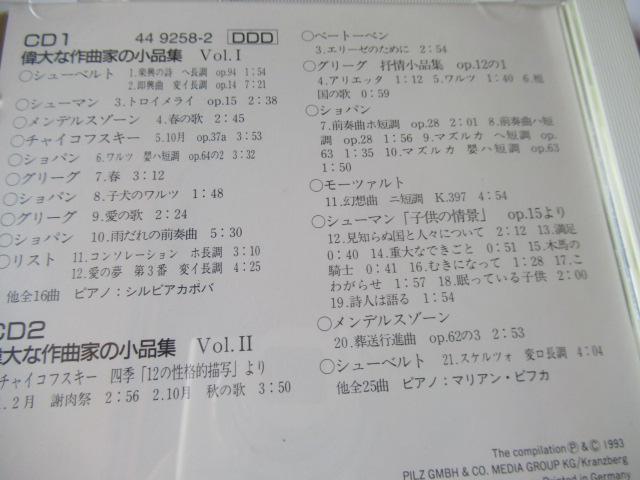 CD1 44 9258-2 DDD
偉大な作曲家の小品集 Vol.I
○シューベルト 1.楽興の詩 ヘ長調 op.94 1:54
2.即興曲 変イ長調 op.14 7:21
○シューマン 3.トロイメライ op.15 2:38
○メンデルスゾーン 4.春の歌 2:45
○チャイコフスキー 5.10月 op.37a 3:53
○ショパン 6.ワルツ 嬰ハ短調 op.64の2 3:32
○グリーグ 7.春 3:12
○ショパン 8.子犬のワルツ 1:48
○グリーグ 9.愛の歌 2:24
○ショパン 10.雨だれの前奏曲 5:30
○リスト 11.コンソレーション ホ長調 3:10
12.愛の夢 第3番 変イ長調 4:25
他全16曲 ピアノ:シルビアカポバ
CD2
偉大な作曲家の小品集 Vol.II
チャイコフスキー 四季「12の性格的描写」より
1.2月 謝肉祭 2:56 2.10月 秋の歌 3:50
○ベートーベン
3.エリーゼのために 2:54
○グリーグ 抒情小品集 op.12の1
4.アリエッタ 1:12 5.ワルツ 1:40 6.祖
国の歌 0:59
○ショパン
7.前奏曲ホ短調 op.28 2:01 8.前奏曲ハ短
調 op.28 1:56 9.マズルカ ヘ短調 op.
63 1:35 10.マズルカ 嬰ハ短調 op.63
1:50
○モーツァルト
11.幻想曲 ニ短調 K.397 4:54
○シューマン「子供の情景」 op.15より
12.見知らぬ国と人々について 2:12 13.満足
0:40 14.重大なできごと 0:51 15.木馬の
騎士 0:41 16.むきになって 1:28 17.こ
わがらせ 1:57 18.眠っている子供 2:00
19.詩人は語る 1:54
○メンデルスゾーン
20.葬送行進曲 op.62の3 2:53
○シューベルト 21.スケルツォ 変ロ長調 4:04
他全25曲 ピアノ:マリアン・ピフカ
The compilation Ⓟ & © 1993
PILZ GMBH & CO. MEDIA GROUP KG/Kranzberg
Printed in Germany